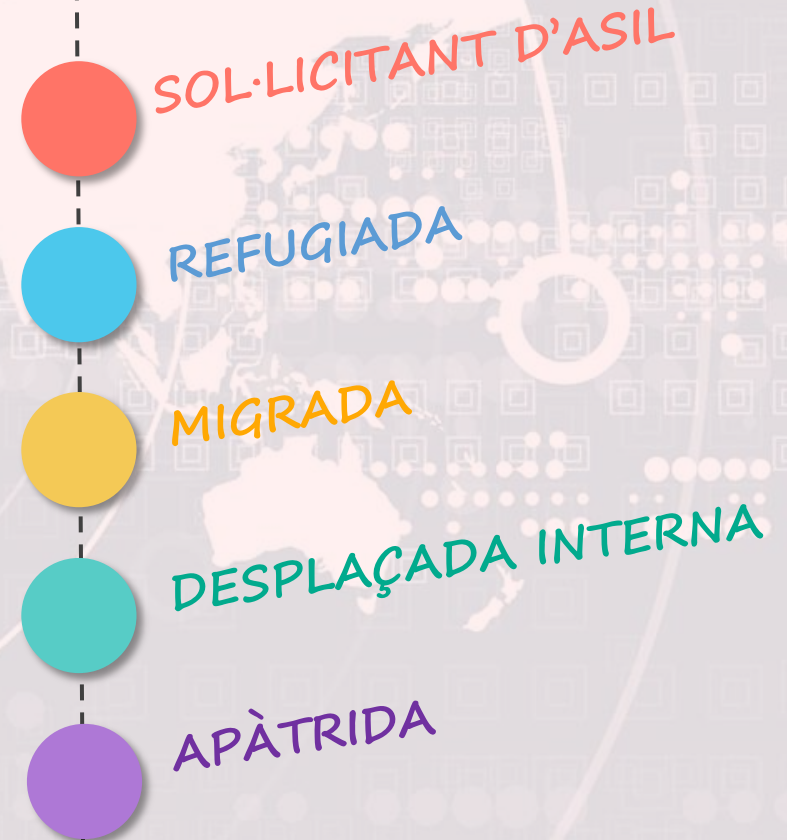 SOL·LICITANT D'ASIL
REFUGIADA
MIGRADA
DESPLAÇADA INTERNA
APÀTRIDA